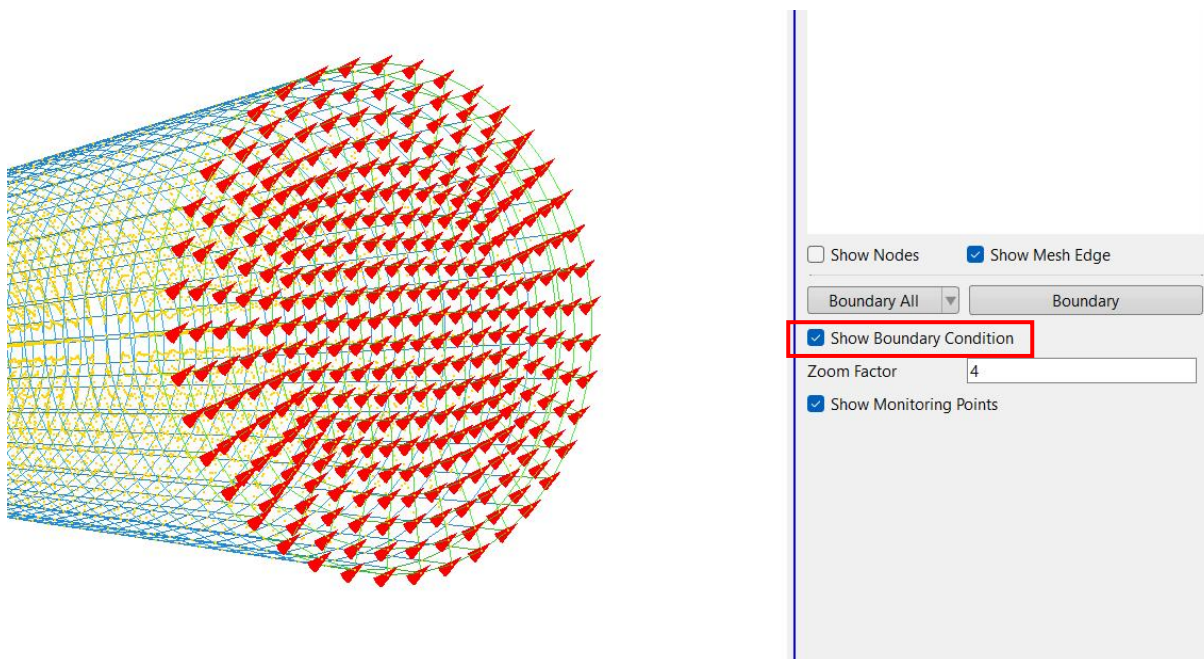 Show Nodes Show Mesh Edge
Boundary All Boundary
Show Boundary Condition
Zoom Factor 4
Show Monitoring Points